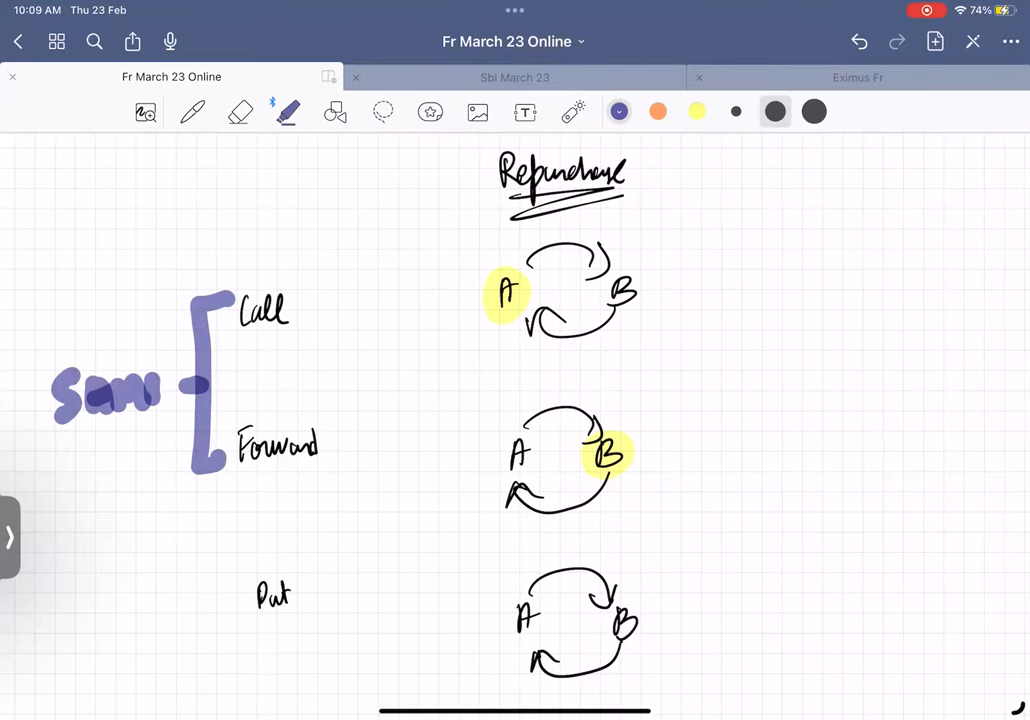 10:09 AM Thu 23 Feb
74%
Fr March 23 Online
Fr March 23 Online
Sbl March 23
Eximus Fr
T
Repurchase
A B
Call
Same
A B
Forward
Put
A B